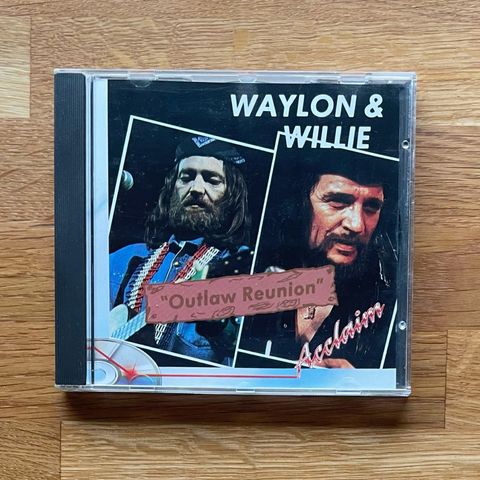 WAYLON &
WILLIE
"Outlaw Reunion"
Acclaim